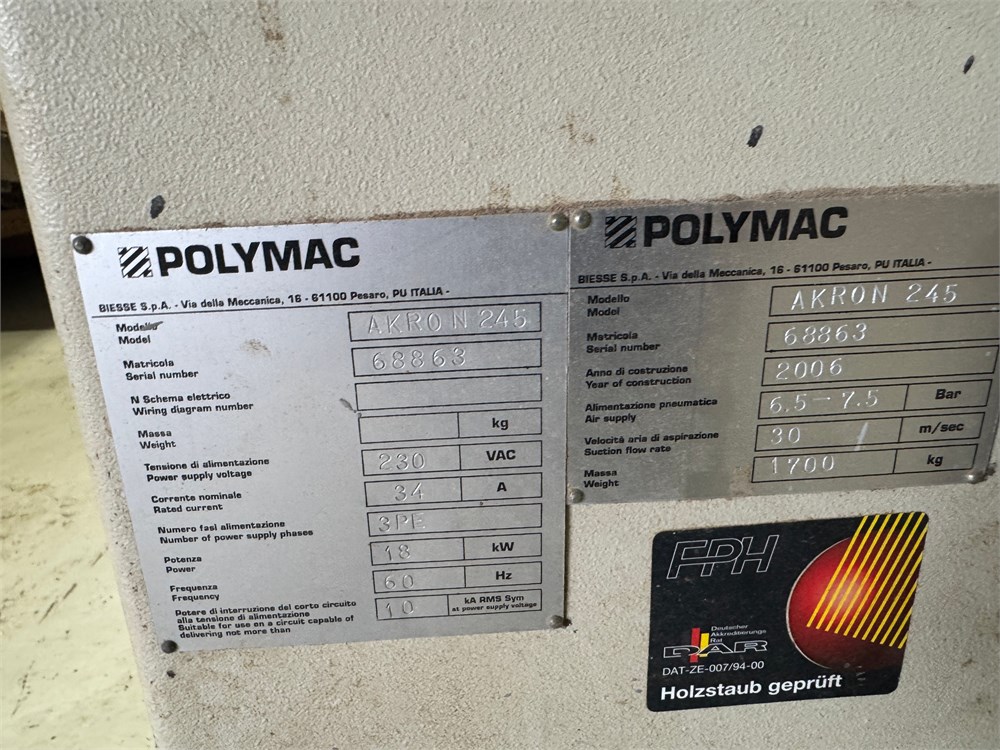 POLYMAC
BIESSE S.p.A. - Via della Meccanica, 16 - 61100 Pesaro, PU ITALIA -
Modello
Model
AKRON 245
Matricola
Serial number
68863
N Schema elettrico
Wiring diagram number
Massa
Weight
kg
Tensione di alimentazione
Power supply voltage
230 VAC
Corrente nominale
Rated current
34 A
Numero fasi alimentazione
Number of power supply phases
3PE
Potenza
Power
18 kW
Frequenza
Frequency
60 Hz
Potere di interruzione del corto circuito
alla tensione di alimentazione
Suitable for use on a circuit capable of
delivering not more than
10 kA RMS Sym
at power supply voltage
POLYMAC
BIESSE S.p.A. - Via della Meccanica, 16 - 61100 Pesaro, PU ITALIA -
Modello
Model
AKRON 245
Matricola
Serial number
68863
Anno di costruzione
Year of construction
2006
Alimentazione pneumatica
Air supply
6.5-7.5 Bar
Velocità aria di aspirazione
Suction flow rate
30 m/sec
Massa
Weight
1700 kg
FPH
Deutscher
Akkreditierungs
Rat
DAR
DAT-ZE-007/94-00
Holzstaub geprüft